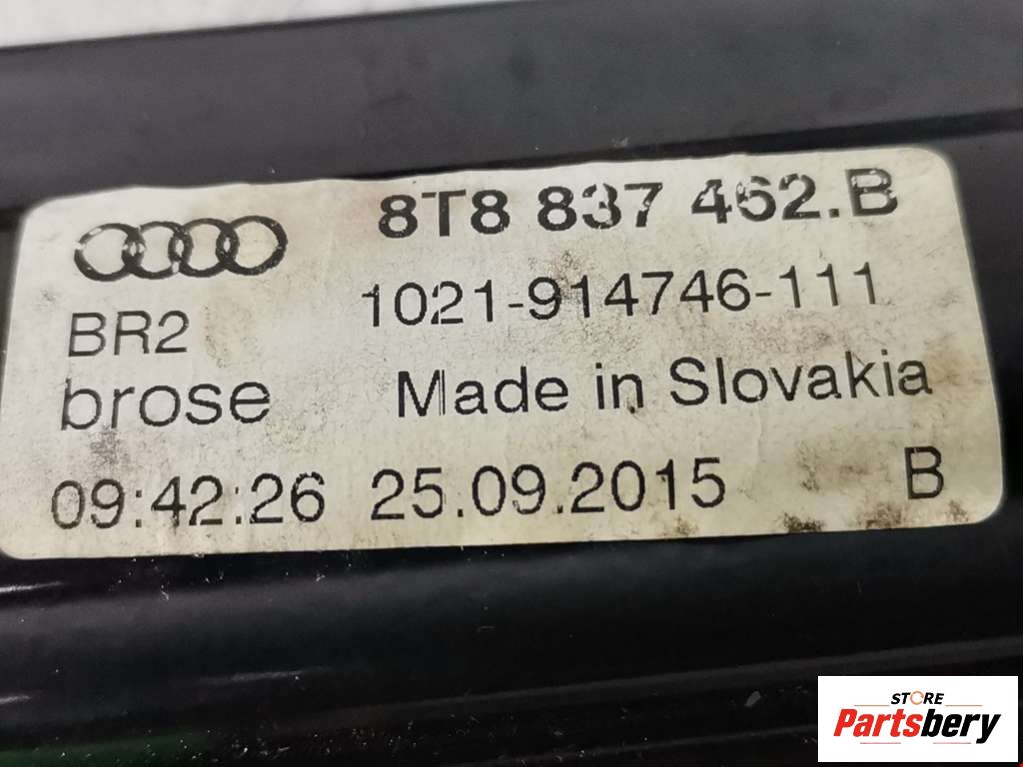 8T8 837 462.B
BR2 1021-914746-111
brose Made in Slovakia
09:42:26 25.09.2015 B
STORE
Partsbery